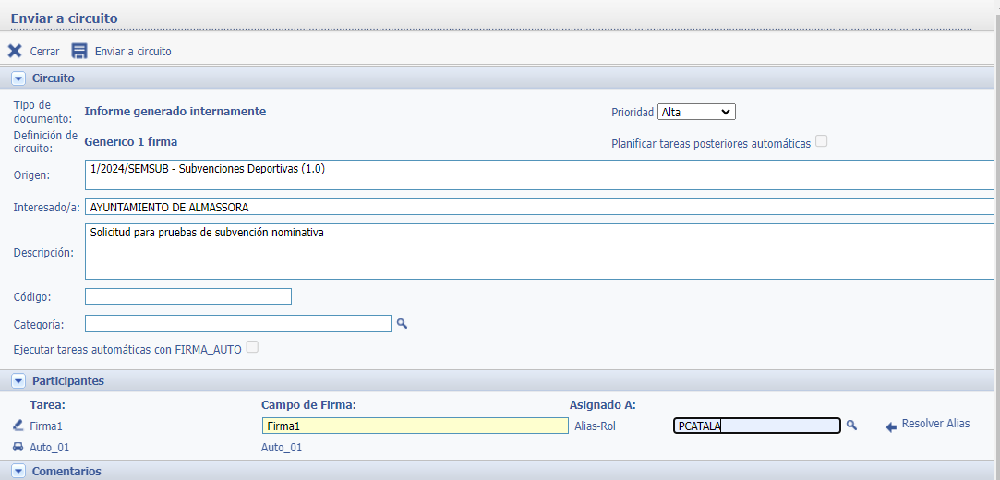 Enviar a circuito
Cerrar Enviar a circuito
Circuito
Tipo de documento: Informe generado internamente Prioridad Alta
Definición de circuito: Generico 1 firma Planificar tareas posteriores automáticas
Origen: 1/2024/SEMSUB - Subvenciones Deportivas (1.0)
Interesado/a: AYUNTAMIENTO DE ALMASSORA
Descripción: Solicitud para pruebas de subvención nominativa
Código:
Categoría:
Ejecutar tareas automáticas con FIRMA_AUTO
Participantes
Tarea: Campo de Firma: Asignado A:
Firma1 Firma1 Alias-Rol PCATALA Resolver Alias
Auto_01 Auto_01
Comentarios